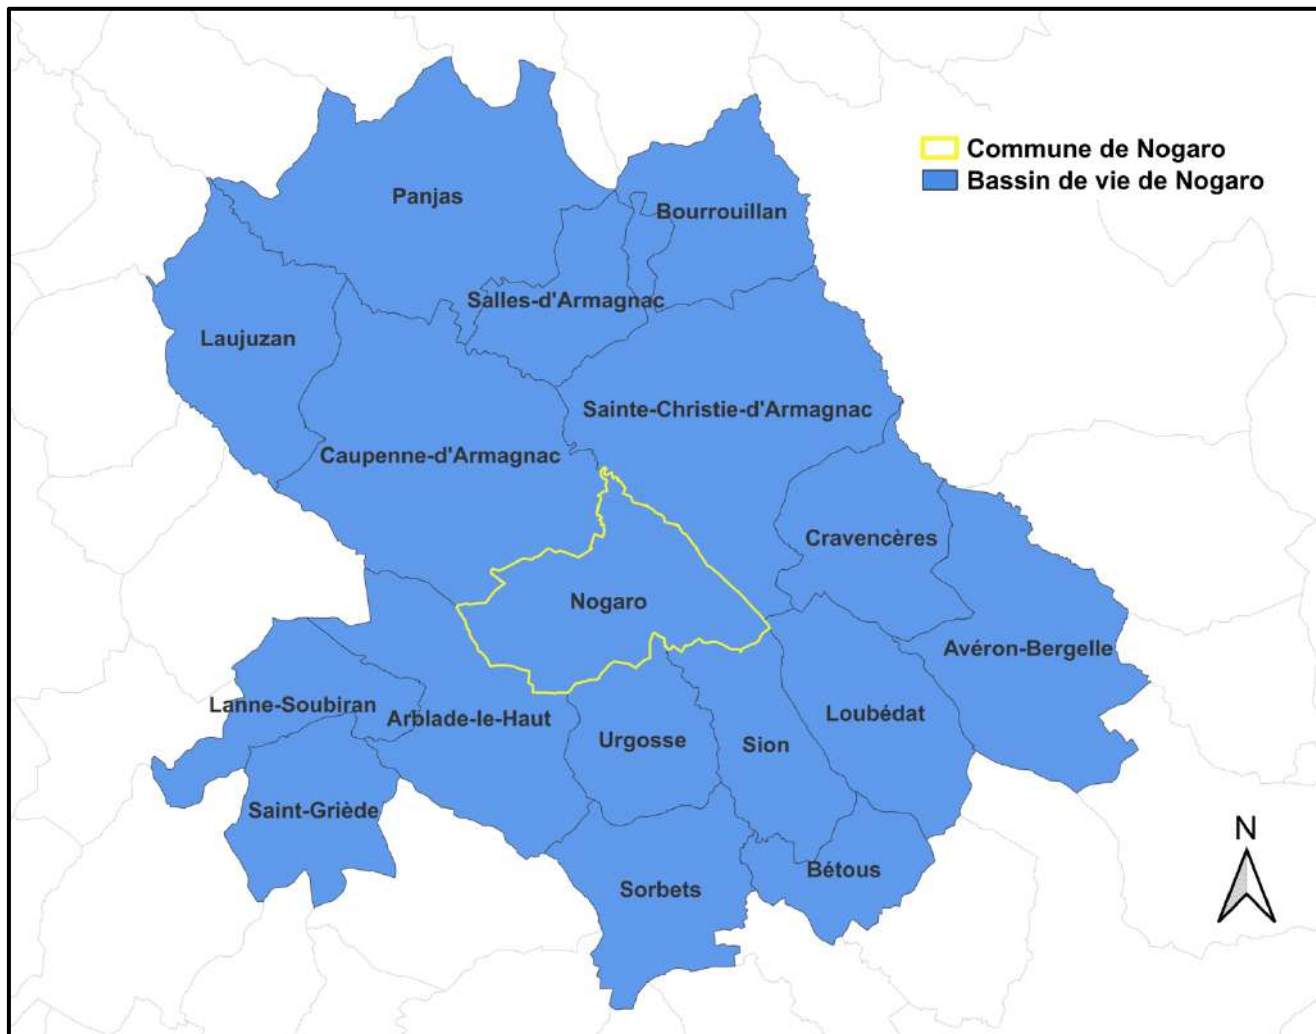 Commune de Nogaro
Bassin de vie de Nogaro
Panjas
Bourrouillan
Salles-d'Armagnac
Laujuzan
Sainte-Christie-d'Armagnac
Caupenne-d'Armagnac
Cravencères
Nogaro
Avéron-Bergelle
Lanne-Soubiran
Arblade-le-Haut
Loubédat
Urgosse
Sion
Saint-Griède
N
Bétous
Sorbets